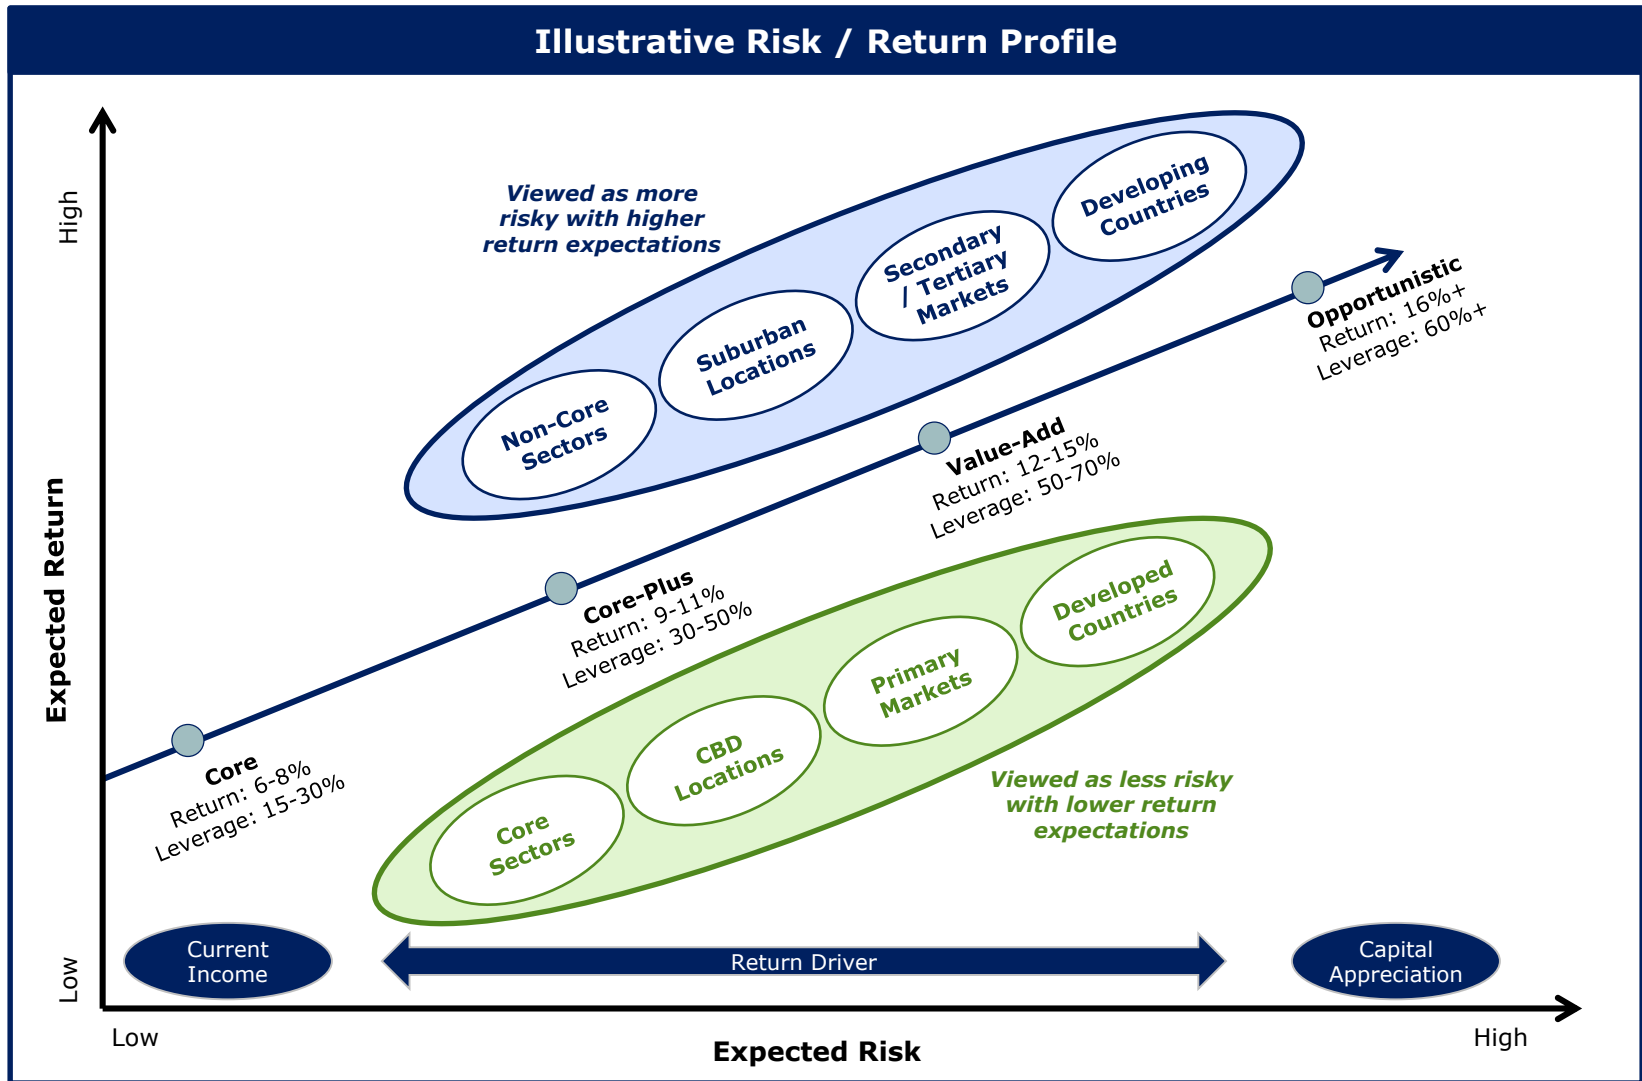 Illustrative Risk / Return Profile
High
Expected Return
Low
Viewed as more
risky with higher
return expectations
Non-Core
Sectors
Suburban
Locations
Secondary
/ Tertiary
Markets
Developing
Countries
Opportunistic
Return: 16%+
Leverage: 60%+
Value-Add
Return: 12-15%
Leverage: 50-70%
Core-Plus
Return: 9-11%
Leverage: 30-50%
Core
Return: 6-8%
Leverage: 15-30%
Core
Sectors
CBD
Locations
Primary
Markets
Developed
Countries
Viewed as less risky
with lower return
expectations
Current
Income
Return Driver
Capital
Appreciation
Low
Expected Risk
High